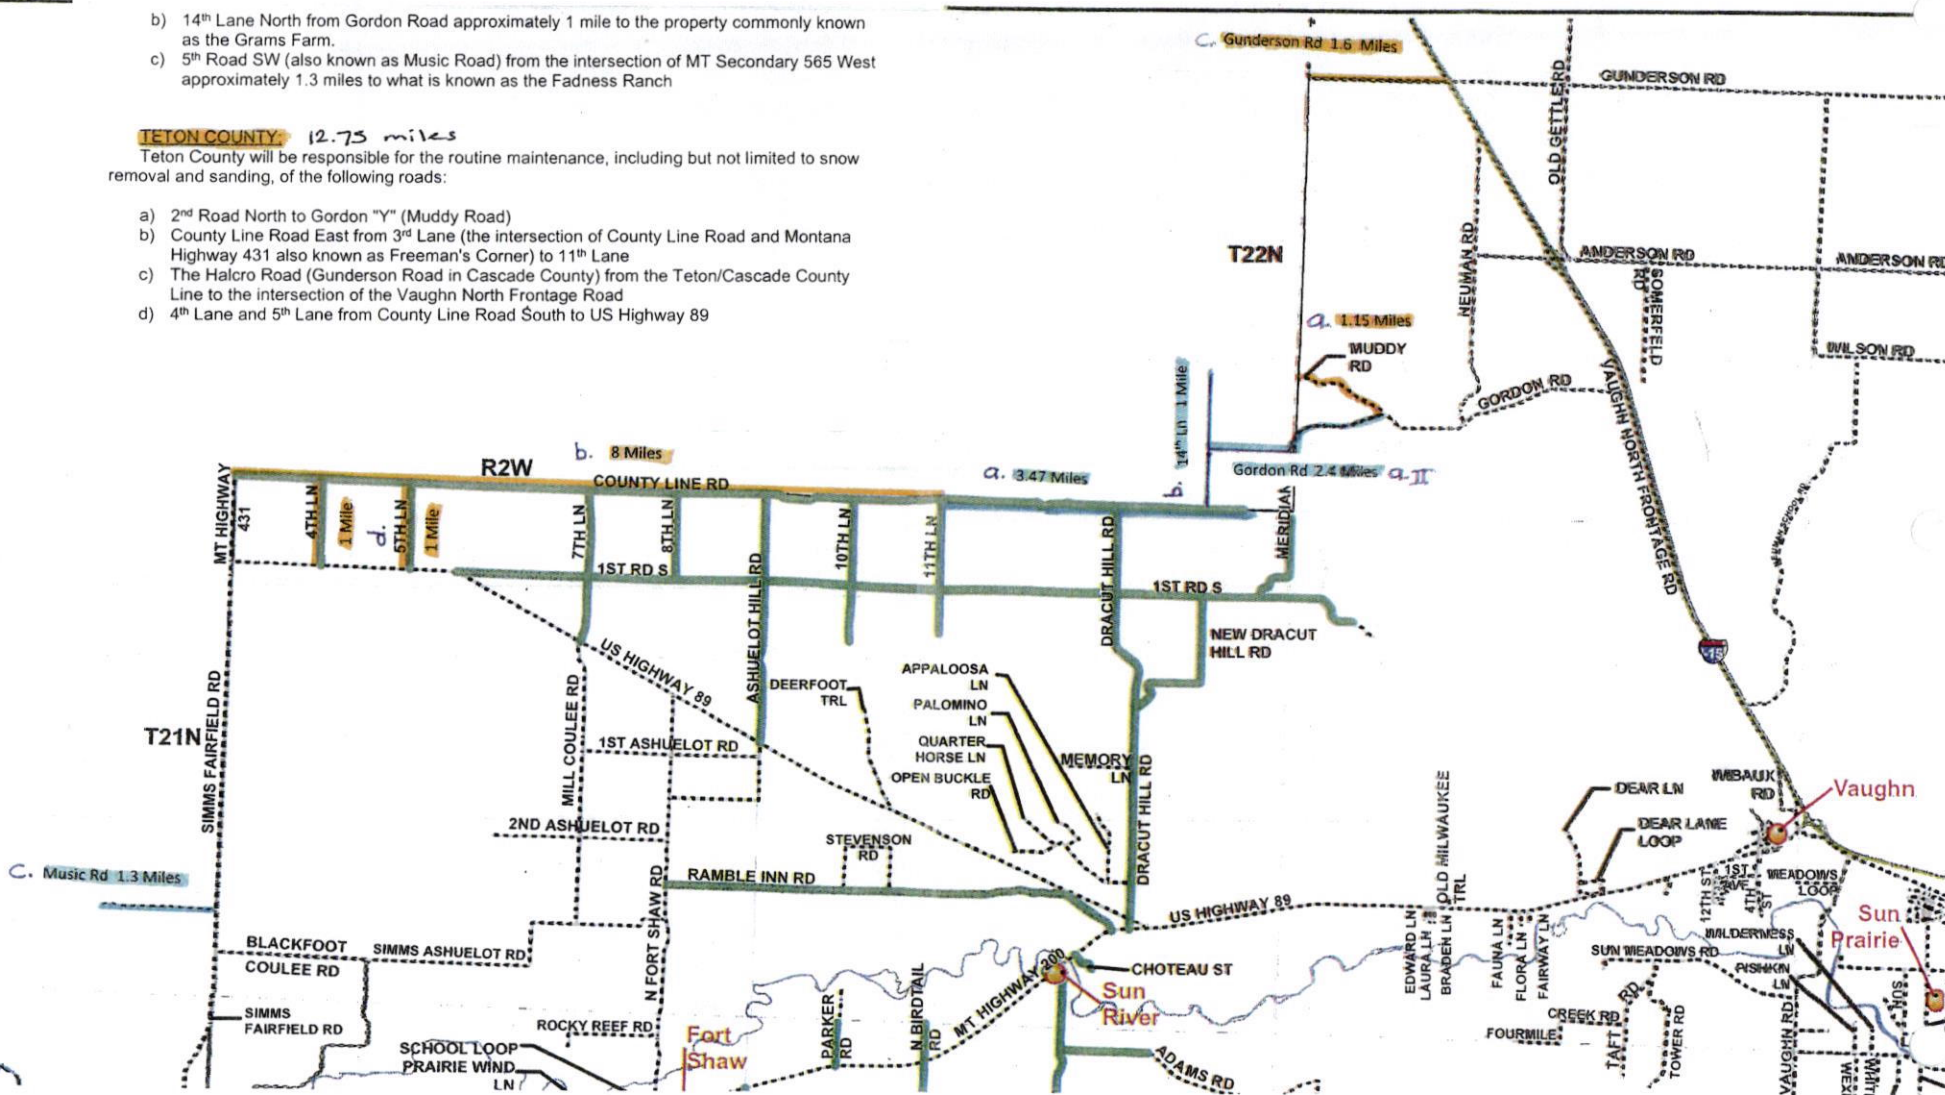 b) 14th Lane North from Gordon Road approximately 1 mile to the property commonly known
as the Grams Farm.
c) 5th Road SW (also known as Music Road) from the intersection of MT Secondary 565 West
approximately 1.3 miles to what is known as the Fadness Ranch
TETON COUNTY: 12.75 miles
Teton County will be responsible for the routine maintenance, including but not limited to snow
removal and sanding, of the following roads:
a) 2nd Road North to Gordon "Y" (Muddy Road)
b) County Line Road East from 3rd Lane (the intersection of County Line Road and Montana
Highway 431 also known as Freeman's Corner) to 11th Lane
c) The Halcro Road (Gunderson Road in Cascade County) from the Teton/Cascade County
Line to the intersection of the Vaughn North Frontage Road
d) 4th Lane and 5th Lane from County Line Road South to US Highway 89
c. Gunderson Rd 1.6 Miles
GUNDERSON RD
OLD GETTLE RD
T22N
NEUMAN RD
ANDERSON RD
ANDERSON RD
SOMERFELD
RD
a. 1.15 Miles
MUDDY
RD
WILSON RD
GORDON RD
VAUGHN NORTH FRONTAGE RD
14th Ln 1 Mile
b.
Gordon Rd 2.4 Miles a.II
R2W
b. 8 Miles
COUNTY LINE RD
a. 3.47 Miles
MT HIGHWAY
431
4TH LN
1 Mile
d.
5TH LN
1 Mile
7TH LN
8TH LN
10TH LN
11TH LN
DRACUT HILL RD
MERIDIAN
1ST RD S
1ST RD S
ASHUELOT HILL RD
NEW DRACUT
HILL RD
US HIGHWAY 89
I-15
T21N
SIMMS FAIRFIELD RD
MILL COULEE RD
DEERFOOT
TRL
APPALOOSA
LN
PALOMINO
LN
QUARTER
HORSE LN
OPEN BUCKLE
RD
MEMORY
LN
DRACUT HILL RD
1ST ASHUELOT RD
2ND ASHUELOT RD
STEVENSON
RD
RAMBLE INN RD
N FORT SHAW RD
c. Music Rd 1.3 Miles
OLD MILWAUKEE
TRL
DEAR LN
DEAR LANE
LOOP
WIBAUX
RD
Vaughn
12TH ST
1ST
AVE
4TH
ST
MEADOWS
LOOP
Sun
Prairie
US HIGHWAY 89
EDWARD LN
LAURA LN
BRADEN LN
FAUNA LN
FLORA LN
FAIRWAY LN
WILDERNESS
LN
SUN MEADOWS RD
PISHKIN
LN
BLACKFOOT
COULEE RD
SIMMS ASHUELOT RD
SIMMS
FAIRFIELD RD
ROCKY REEF RD
SCHOOL LOOP
PRAIRIE WIND
LN
Fort
Shaw
PARKER
RD
N BIRDTAIL
RD
MT HIGHWAY 200
CHOTEAU ST
Sun
River
ADAMS RD
FOURMILE
CREEK RD
TAFT
RD
TOWER RD
VAUGHN RD
SUN